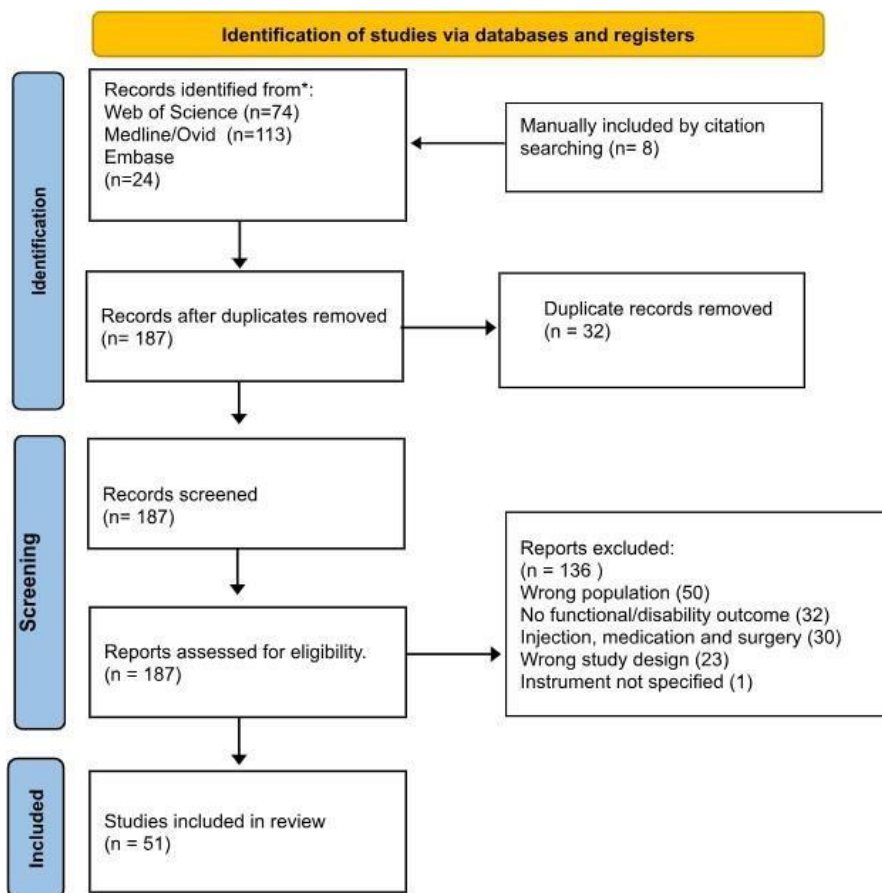 Identification of studies via databases and registers
Identification
Records identified from*:
Web of Science (n=74)
Medline/Ovid (n=113)
Embase
(n=24)
Manually included by citation
searching (n= 8)
Records after duplicates removed
(n= 187)
Duplicate records removed
(n = 32)
Screening
Records screened
(n= 187)
Reports assessed for eligibility.
(n = 187)
Reports excluded:
(n = 136 )
Wrong population (50)
No functional/disability outcome (32)
Injection, medication and surgery (30)
Wrong study design (23)
Instrument not specified (1)
Included
Studies included in review
(n = 51)